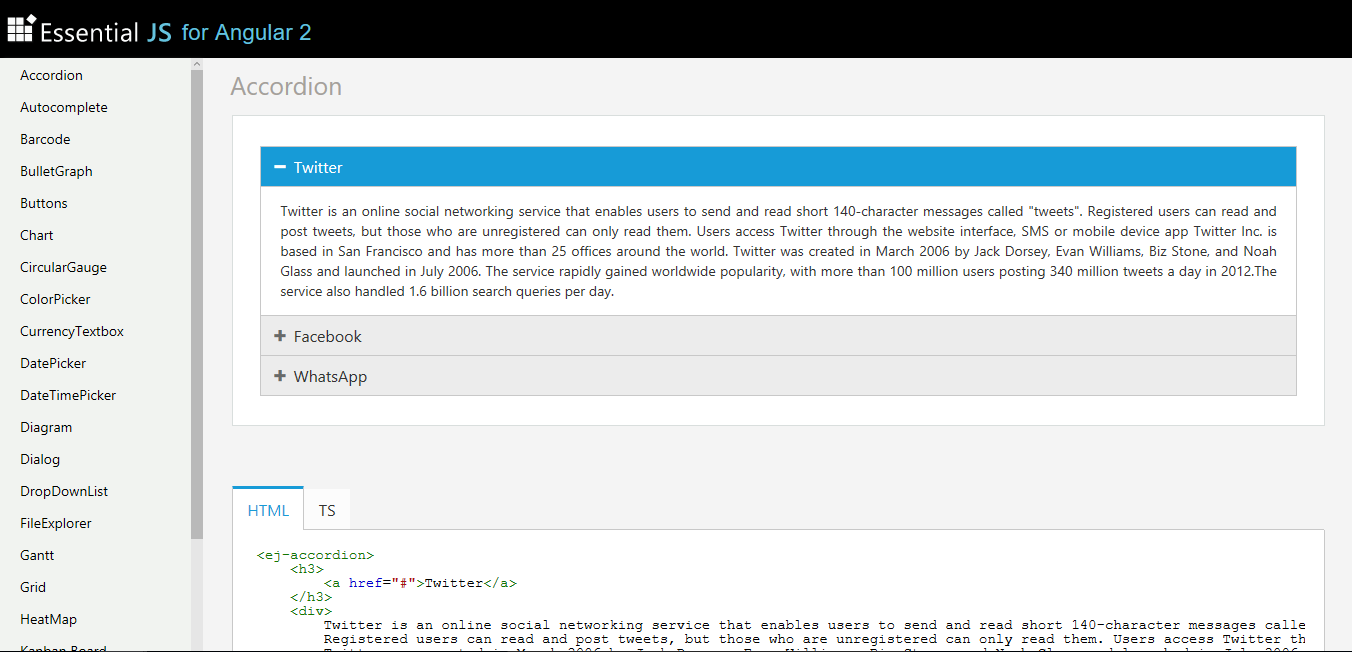 Essential JS for Angular 2
Accordion
Autocomplete
Barcode
BulletGraph
Buttons
Chart
CircularGauge
ColorPicker
CurrencyTextbox
DatePicker
DateTimePicker
Diagram
Dialog
DropDownList
FileExplorer
Gantt
Grid
HeatMap
Kanban Board
Accordion
Twitter
Twitter is an online social networking service that enables users to send and read short 140-character messages called "tweets". Registered users can read and
post tweets, but those who are unregistered can only read them. Users access Twitter through the website interface, SMS or mobile device app Twitter Inc. is
based in San Francisco and has more than 25 offices around the world. Twitter was created in March 2006 by Jack Dorsey, Evan Williams, Biz Stone, and Noah
Glass and launched in July 2006. The service rapidly gained worldwide popularity, with more than 100 million users posting 340 million tweets a day in 2012.The
service also handled 1.6 billion search queries per day.
Facebook
WhatsApp
HTML TS
<ej-accordion>
<h3>
<a href="#">Twitter</a>
</h3>
<div>
Twitter is an online social networking service that enables users to send and read short 140-character messages calle
Registered users can read and post tweets, but those who are unregistered can only read them. Users access Twitter th